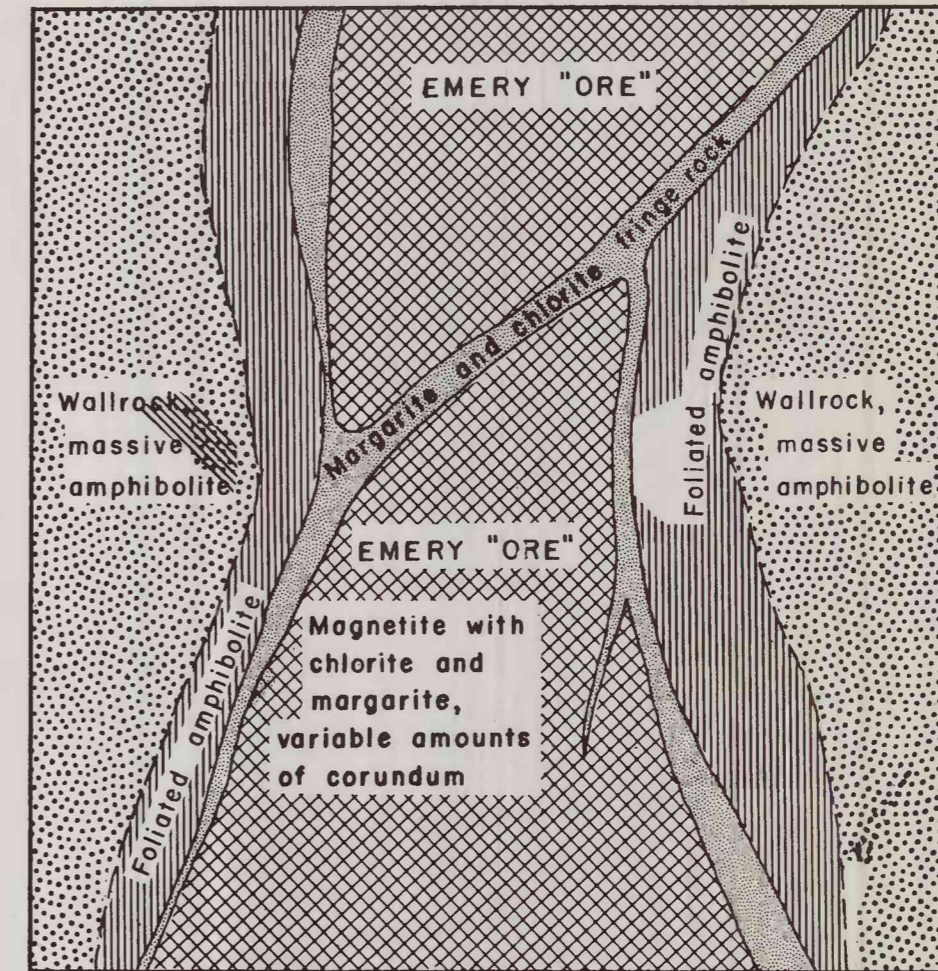 EMERY "ORE"
Margarite and chlorite fringe rock
Foliated amphibolite
Wallrock,
massive
amphibolite
Wallrock,
massive
amphibolite
EMERY "ORE"
Magnetite with
chlorite and
margarite,
variable amounts
of corundum
Foliated amphibolite